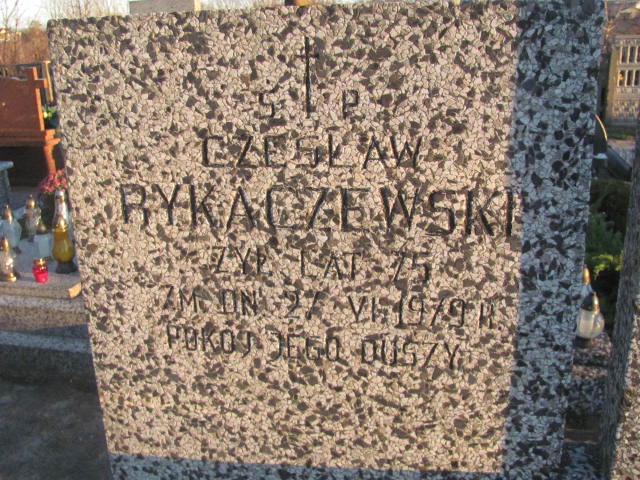 Ś P
CZESŁAW
RYKACZEWSKI
ŻYŁ LAT 75
ZM DN 27 VI 1979 R
POKÓJ JEGO DUSZY